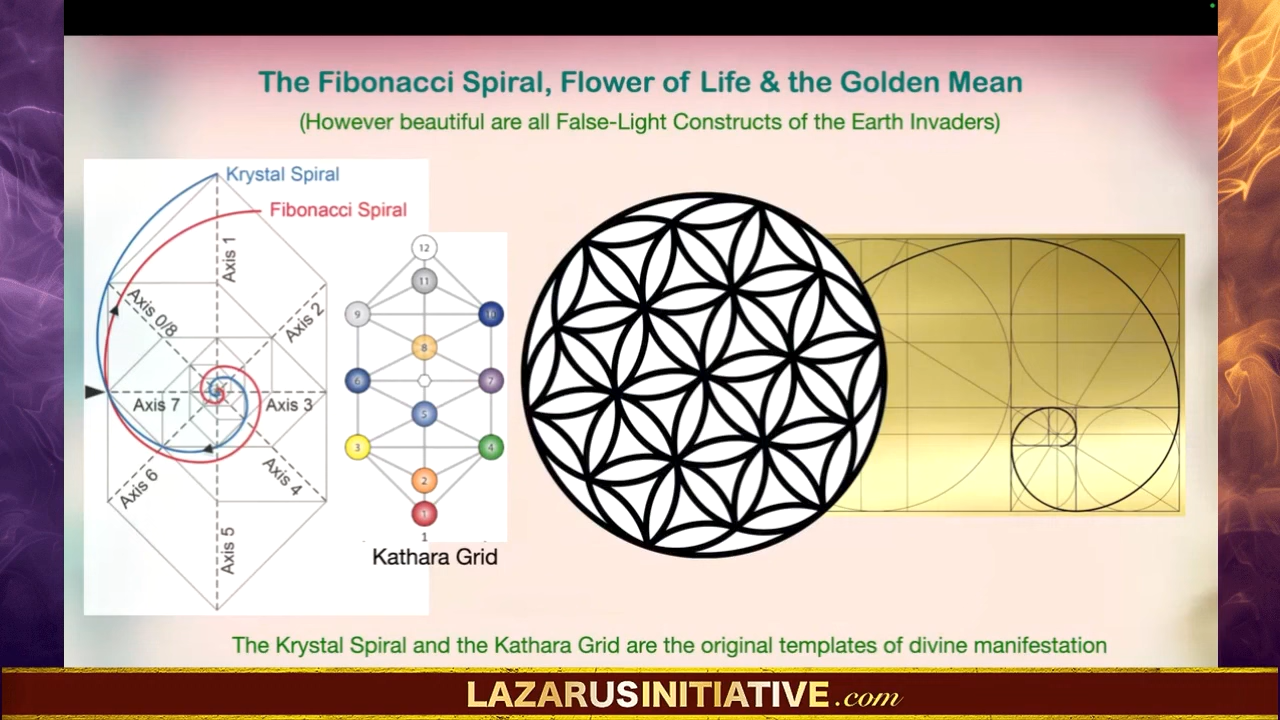 The Fibonacci Spiral, Flower of Life & the Golden Mean
(However beautiful are all False-Light Constructs of the Earth Invaders)
Krystal Spiral
Fibonacci Spiral
Axis 1
Axis 0/8
Axis 2
Axis 7
Axis 3
Axis 6
Axis 4
Axis 5
12
11
9
10
8
6
7
5
3
4
2
1
1
Kathara Grid
The Krystal Spiral and the Kathara Grid are the original templates of divine manifestation
LAZARUSINITIATIVE.com